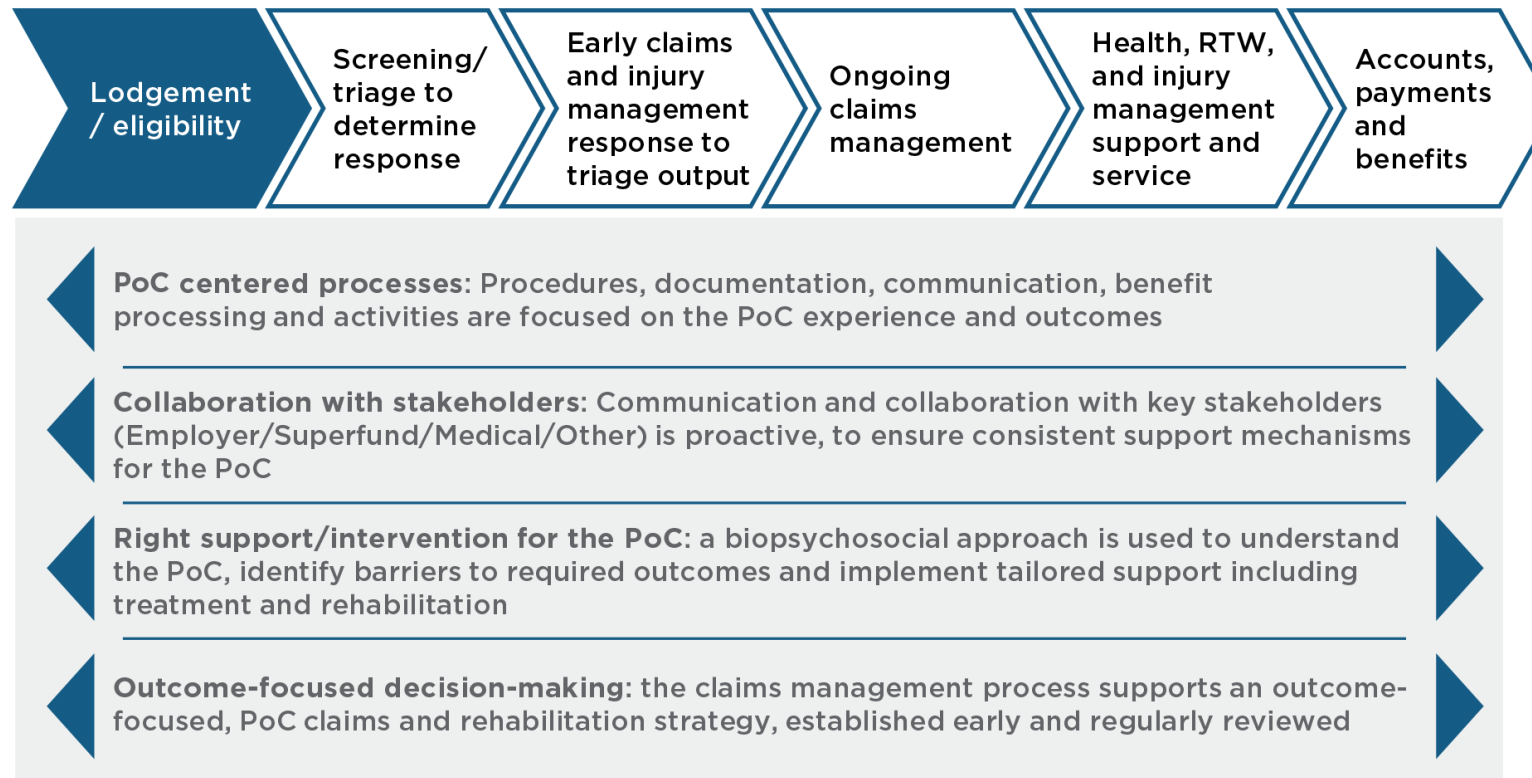 Lodgement
/ eligibility
Screening/
triage to
determine
response
Early claims
and injury
management
response to
triage output
Ongoing
claims
management
Health, RTW,
and injury
management
support and
service
Accounts,
payments
and
benefits
PoC centered processes: Procedures, documentation, communication, benefit
processing and activities are focused on the PoC experience and outcomes
Collaboration with stakeholders: Communication and collaboration with key stakeholders
(Employer/Superfund/Medical/Other) is proactive, to ensure consistent support mechanisms
for the PoC
Right support/intervention for the PoC: a biopsychosocial approach is used to understand
the PoC, identify barriers to required outcomes and implement tailored support including
treatment and rehabilitation
Outcome-focused decision-making: the claims management process supports an outcome-
focused, PoC claims and rehabilitation strategy, established early and regularly reviewed